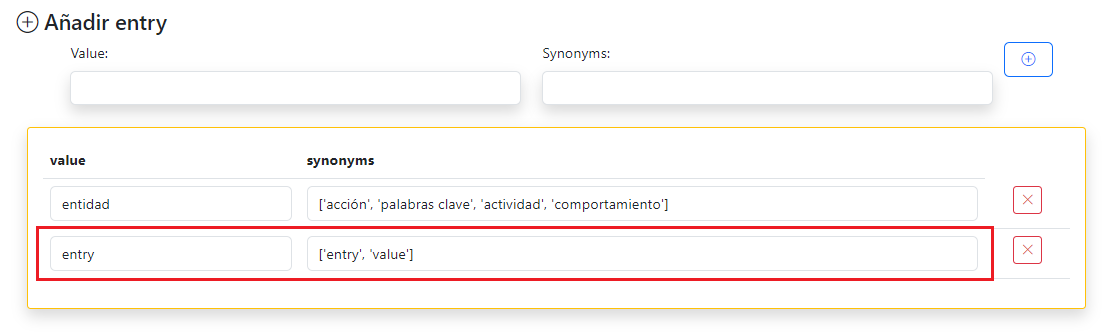 Añadir entry
Value: Synonyms:
value synonyms
entidad ['acción', 'palabras clave', 'actividad', 'comportamiento']
entry ['entry', 'value']